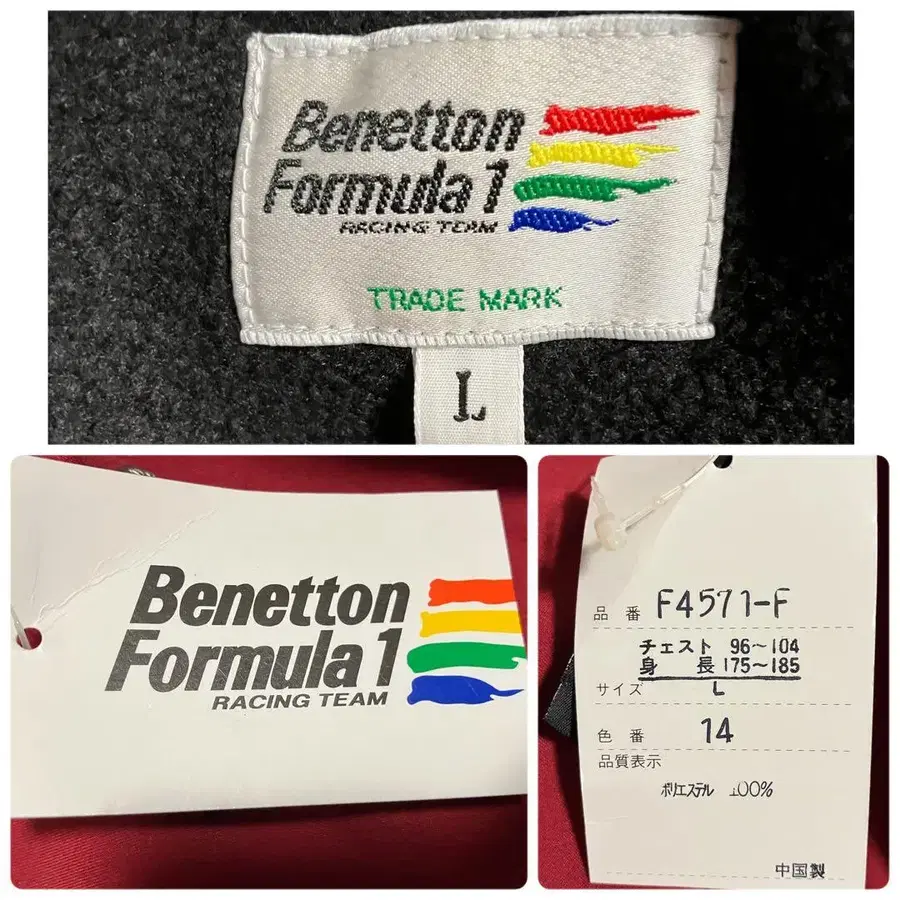 Benetton
Formula 1
RACING TEAM
TRADE MARK
L
Benetton
Formula 1
RACING TEAM
品番 F4571-F
チェスト 96~104
身長 175~185
サイズ L
色番 14
品質表示
ポリエステル 100%
中国製